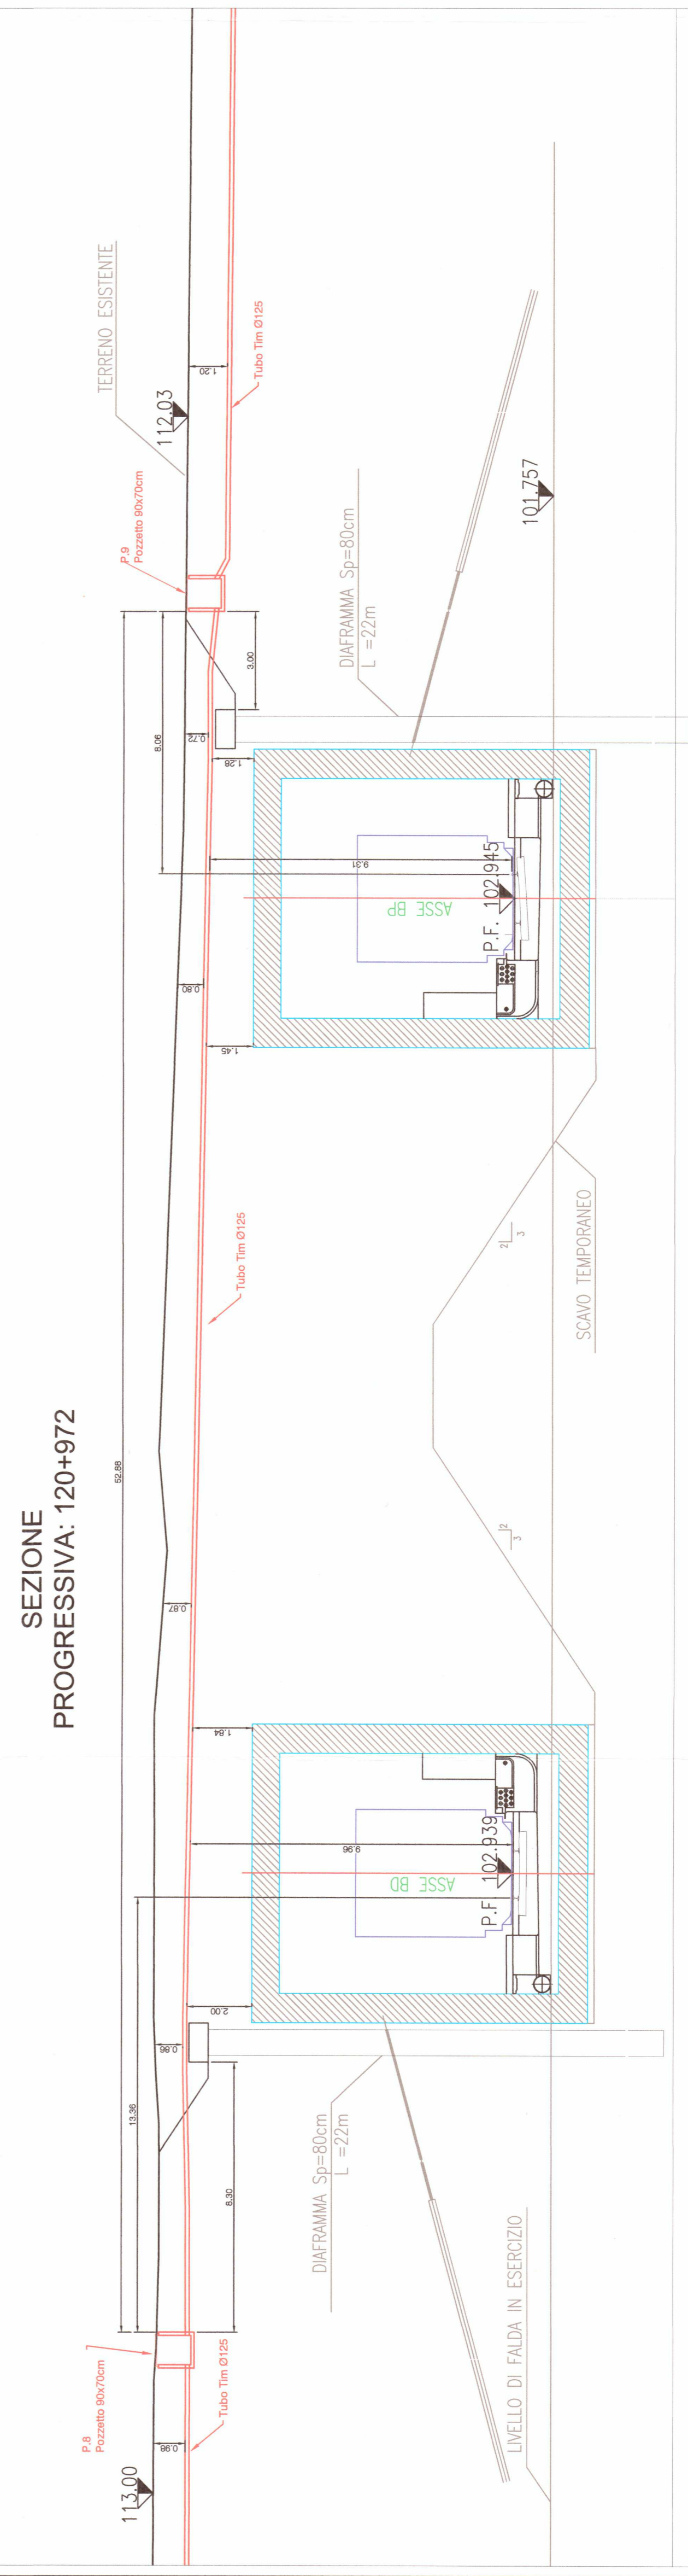 SEZIONE
PROGRESSIVA: 120+972
52.88
P.8
Pozzetto 90x70cm
113.00
0.98
Tubo Tim Ø125
13.36
8.30
0.86
2.00
DIAFRAMMA Sp=80cm
L =22m
LIVELLO DI FALDA IN ESERCIZIO
ASSE BD
P.F. 102.939
9.96
1.84
0.87
2
3
SCAVO TEMPORANEO
2
3
Tubo Tim Ø125
1.45
0.80
ASSE BP
P.F. 102.945
9.31
8.06
1.28
0.72
3.00
P.9
Pozzetto 90x70cm
DIAFRAMMA Sp=80cm
L =22m
112.03
TERRENO ESISTENTE
1.20
Tubo Tim Ø125
101.757